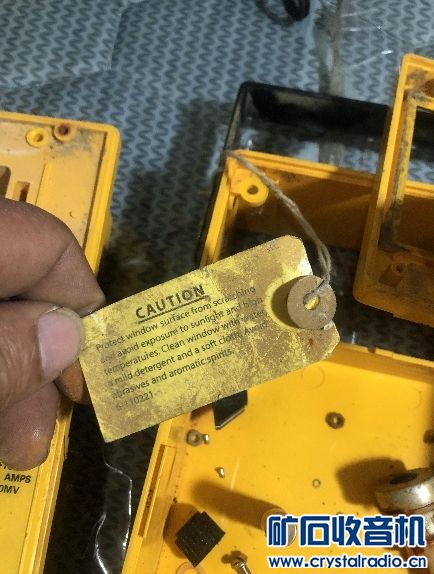 CAUTION
Protect window surface from scratching
and avoid exposure to sunlight and high
temperatures. Clean window with water,
a mild detergent and a soft cloth. Avoid
abrasives and aromatic spirits.
AMPS
0MV
矿石收音机
www.crystalradio.cn